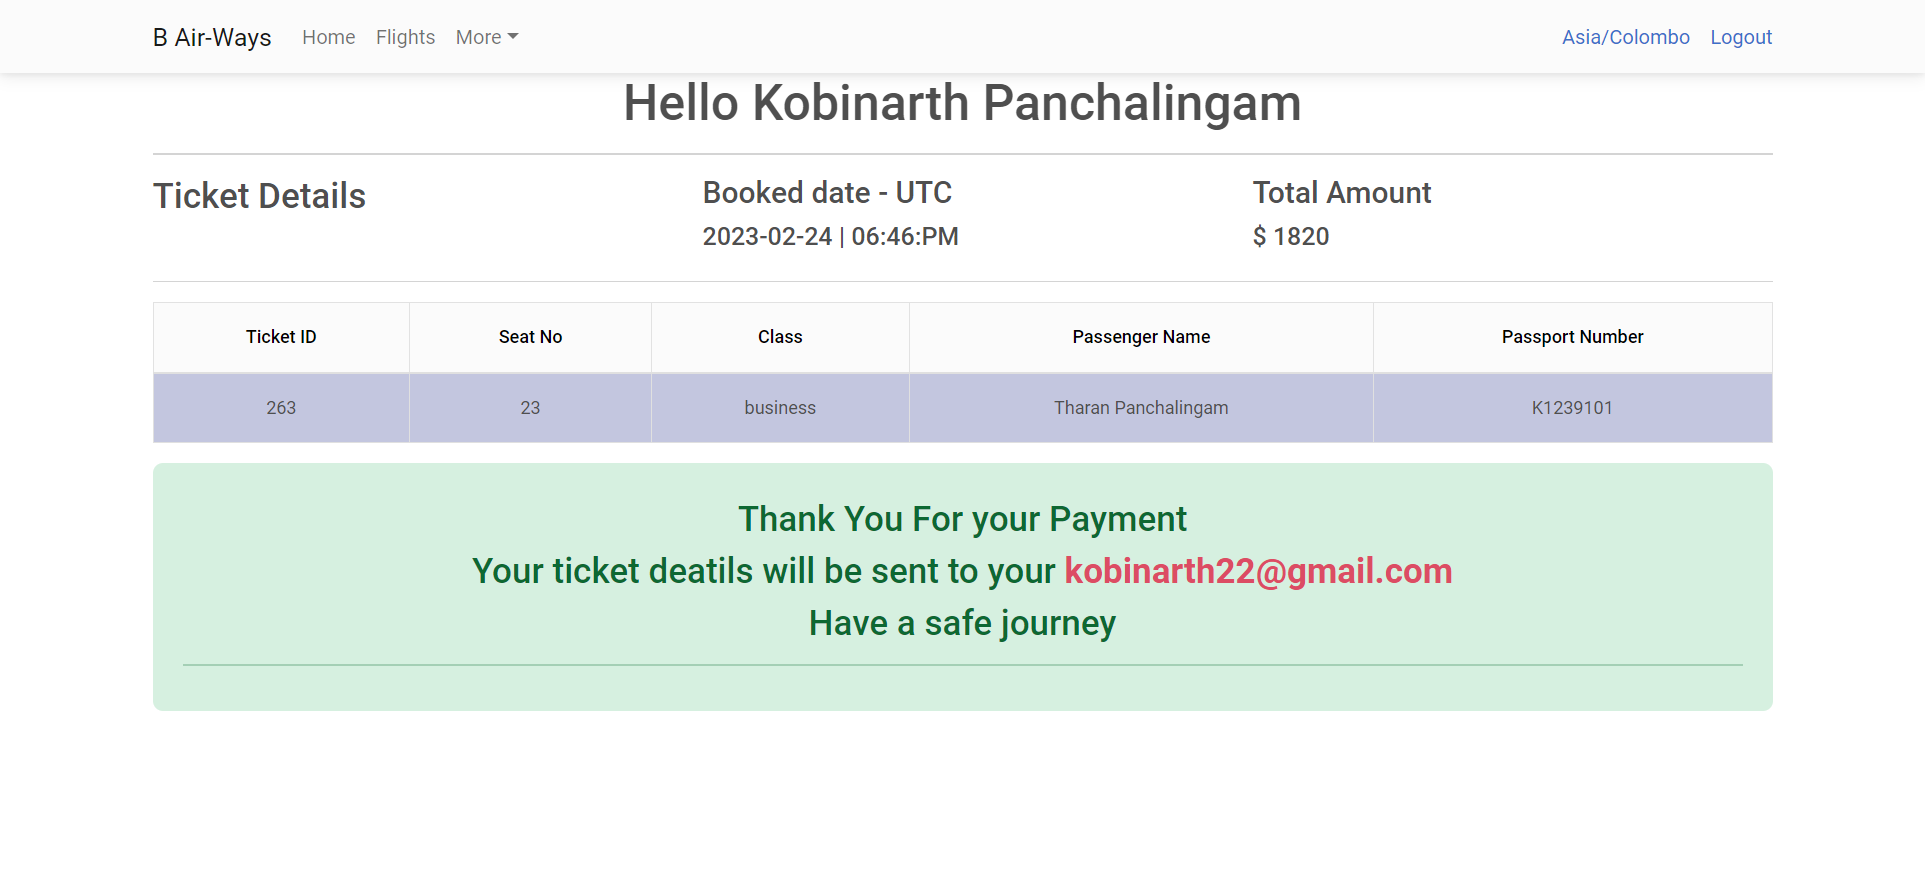 B Air-Ways Home Flights More Asia/Colombo Logout
Hello Kobinarth Panchalingam
Ticket Details
Booked date - UTC
2023-02-24 | 06:46:PM
Total Amount
$ 1820
Ticket ID Seat No Class Passenger Name Passport Number
263 23 business Tharan Panchalingam K1239101
Thank You For your Payment
Your ticket deatils will be sent to your kobinarth22@gmail.com
Have a safe journey